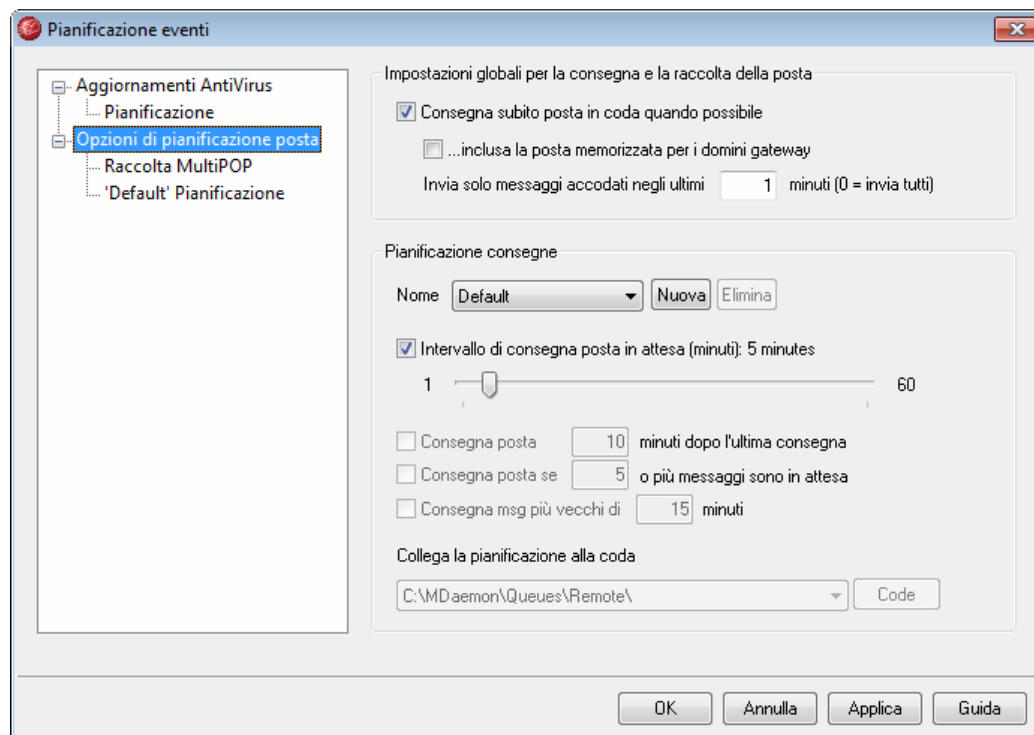 Pianificazione eventi
Aggiornamenti AntiVirus
Pianificazione
Opzioni di pianificazione posta
Raccolta MultiPOP
'Default' Pianificazione
Impostazioni globali per la consegna e la raccolta della posta
Consegna subito posta in coda quando possibile
...inclusa la posta memorizzata per i domini gateway
Invia solo messaggi accodati negli ultimi 1 minuti (0 = invia tutti)
Pianificazione consegne
Nome Default Nuova Elimina
Intervallo di consegna posta in attesa (minuti): 5 minutes
1 60
Consegna posta 10 minuti dopo l'ultima consegna
Consegna posta se 5 o più messaggi sono in attesa
Consegna msg più vecchi di 15 minuti
Collega la pianificazione alla coda
C:\MDaemon\Queues\Remote\ Code
OK Annulla Applica Guida